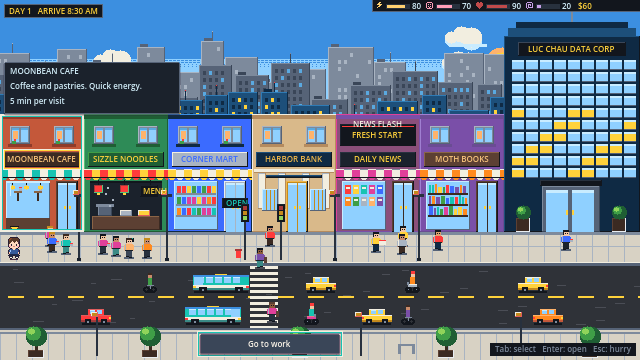 DAY 1 ARRIVE 8:30 AM
80 70 90 20 $60
MOONBEAN CAFE
Coffee and pastries. Quick energy.
5 min per visit
LUC CHAU DATA CORP
NEWS FLASH
FRESH START
MOONBEAN CAFE
SIZZLE NOODLES
CORNER MART
HARBOR BANK
DAILY NEWS
MOTH BOOKS
MENU
OPEN
Go to work
Tab: select Enter: open Esc: hurry